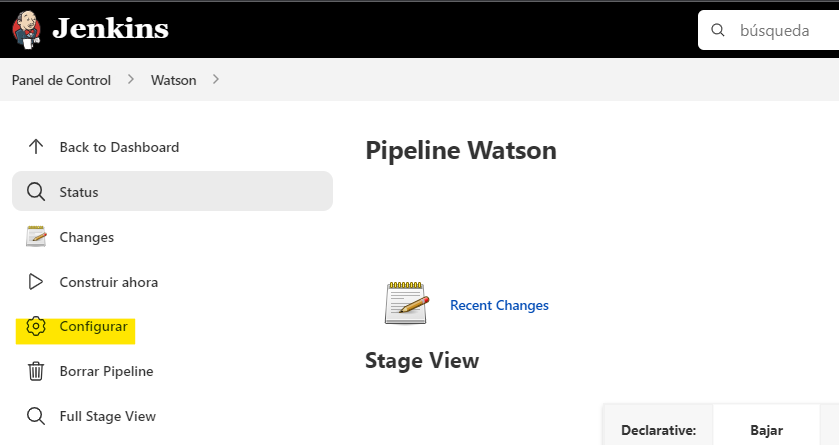 Jenkins
búsqueda
Panel de Control > Watson >
Back to Dashboard
Status
Changes
Construir ahora
Configurar
Borrar Pipeline
Full Stage View
Pipeline Watson
Recent Changes
Stage View
Declarative: Bajar